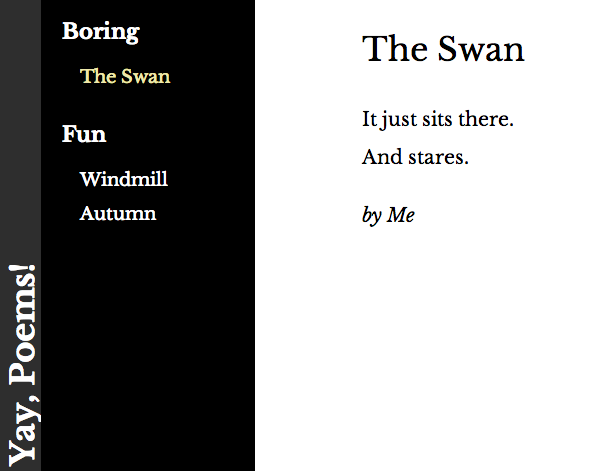 Yay, Poems!
Boring
The Swan
Fun
Windmill
Autumn
The Swan
It just sits there.
And stares.
by Me